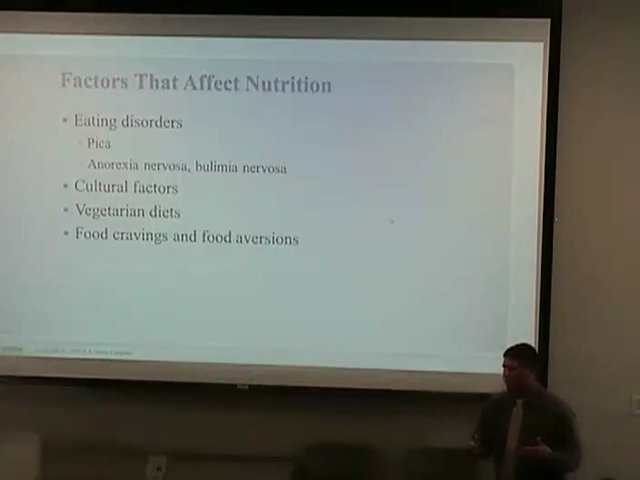 Factors That Affect Nutrition
• Eating disorders
Pica
Anorexia nervosa, bulimia nervosa
• Cultural factors
• Vegetarian diets
• Food cravings and food aversions